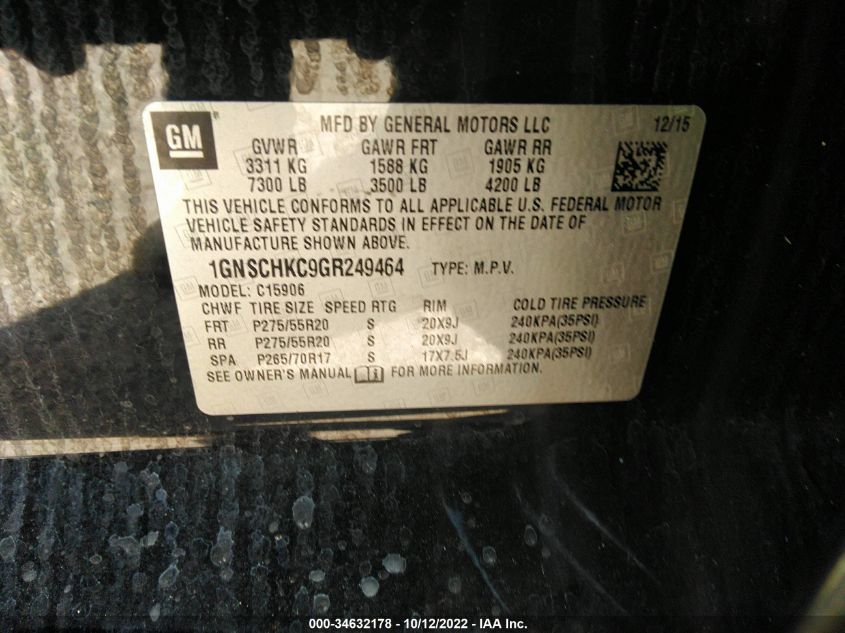 GM
MFD BY GENERAL MOTORS LLC 12/15
GVWR GAWR FRT GAWR RR
3311 KG 1588 KG 1905 KG
7300 LB 3500 LB 4200 LB
THIS VEHICLE CONFORMS TO ALL APPLICABLE U.S. FEDERAL MOTOR
VEHICLE SAFETY STANDARDS IN EFFECT ON THE DATE OF
MANUFACTURE SHOWN ABOVE.
1GNSCHKC9GR249464 TYPE: M.P.V.
MODEL: C15906
CHWF TIRE SIZE SPEED RTG RIM COLD TIRE PRESSURE
FRT P275/55R20 S 20X9J 240KPA(35PSI)
RR P275/55R20 S 20X9J 240KPA(35PSI)
SPA P265/70R17 S 17X7.5J 240KPA(35PSI)
SEE OWNER'S MANUAL FOR MORE INFORMATION.
000-34632178 - 10/12/2022 - IAA Inc.